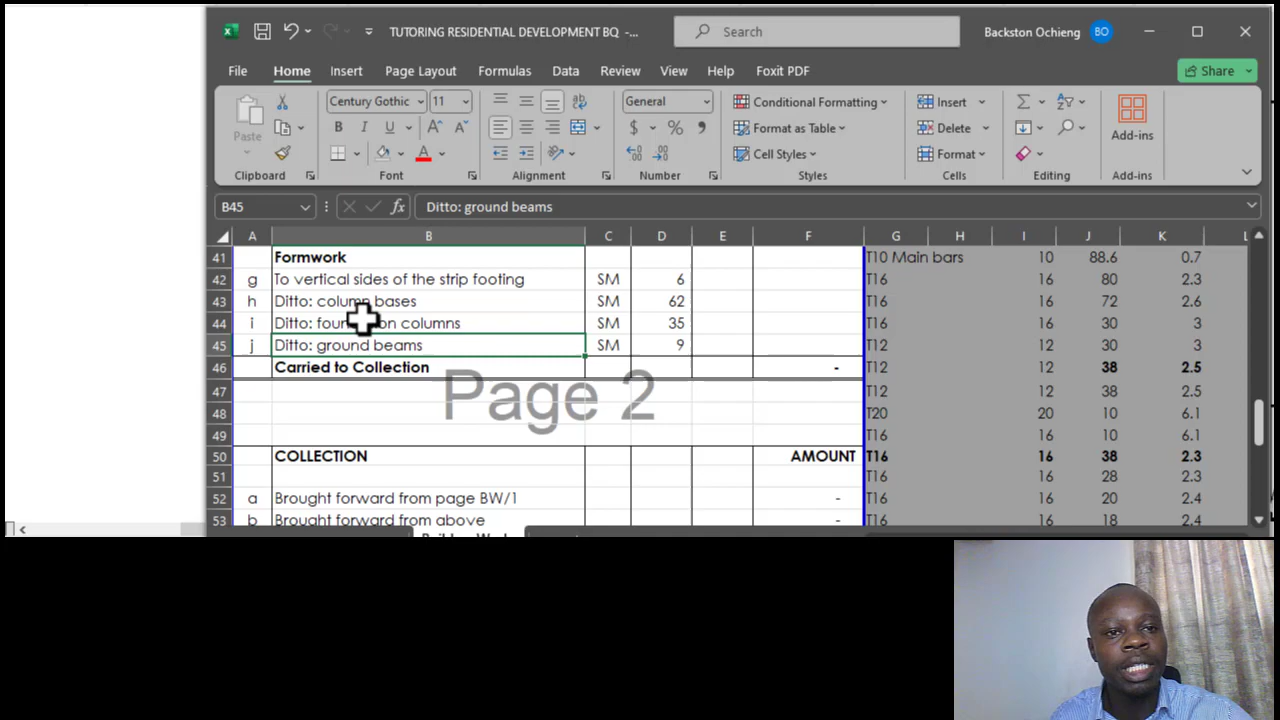 TUTORING RESIDENTIAL DEVELOPMENT BQ -...
Search
Backston Ochieng
BO
File Home Insert Page Layout Formulas Data Review View Help Foxit PDF
Share
Paste
Century Gothic 11
B I U
General
$ % ,
Conditional Formatting
Format as Table
Cell Styles
Insert
Delete
Format
Add-ins
Clipboard Font Alignment Number Styles Cells Editing Add-ins
B45 fx Ditto: ground beams
A B C D E F G H I J K L
41 Formwork T10 Main bars 10 88.6 0.7
42 g To vertical sides of the strip footing SM 6 T16 16 80 2.3
43 h Ditto: column bases SM 62 T16 16 72 2.6
44 i Ditto: columns SM 35 T16 16 30 3
45 j Ditto: ground beams SM 9 T12 12 30 3
46 Carried to Collection - T12 12 38 2.5
47 T12 12 38 2.5
Page 2
48 T20 20 10 6.1
49 T16 16 10 6.1
50 COLLECTION AMOUNT T16 16 38 2.3
51 T16 16 28 2.3
52 a Brought forward from page BW/1 - T16 16 20 2.4
53 b Brought forward from above - T16 16 18 2.4